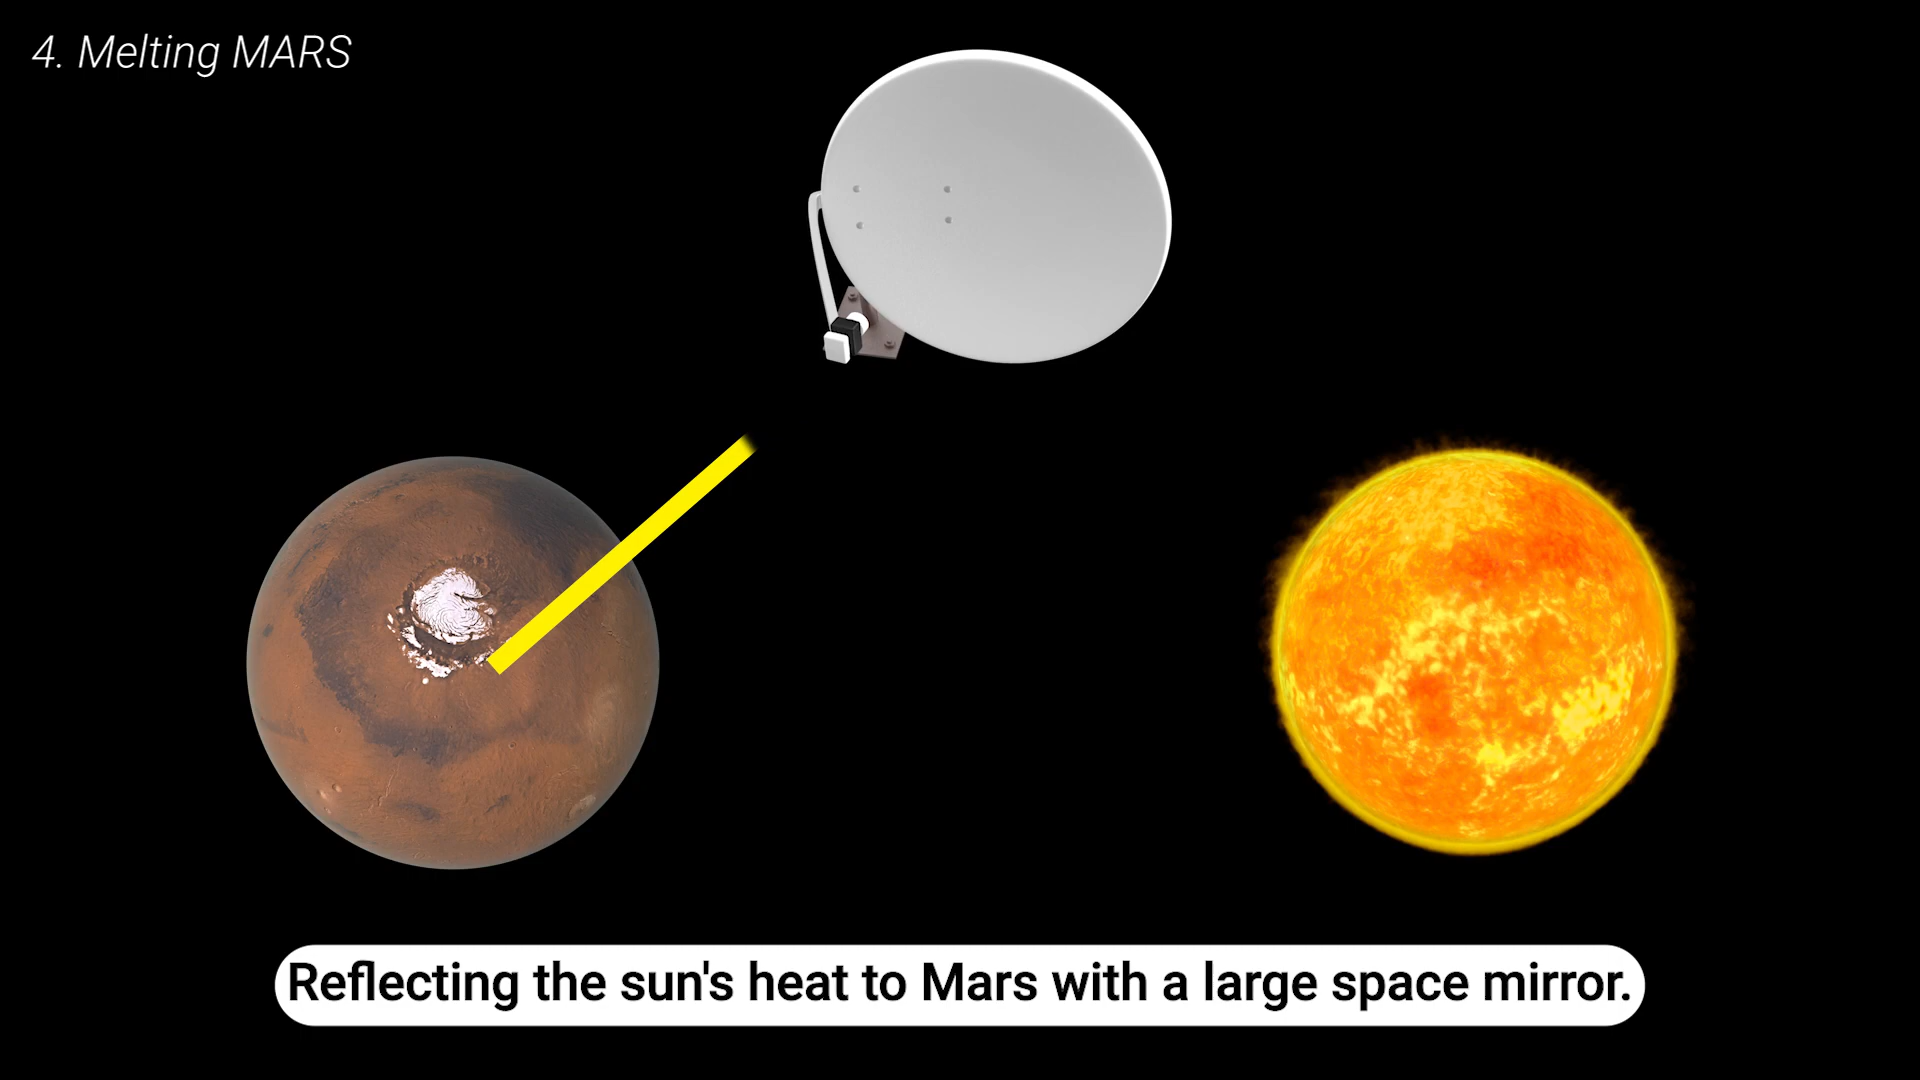 4. Melting MARS
Reflecting the sun's heat to Mars with a large space mirror.